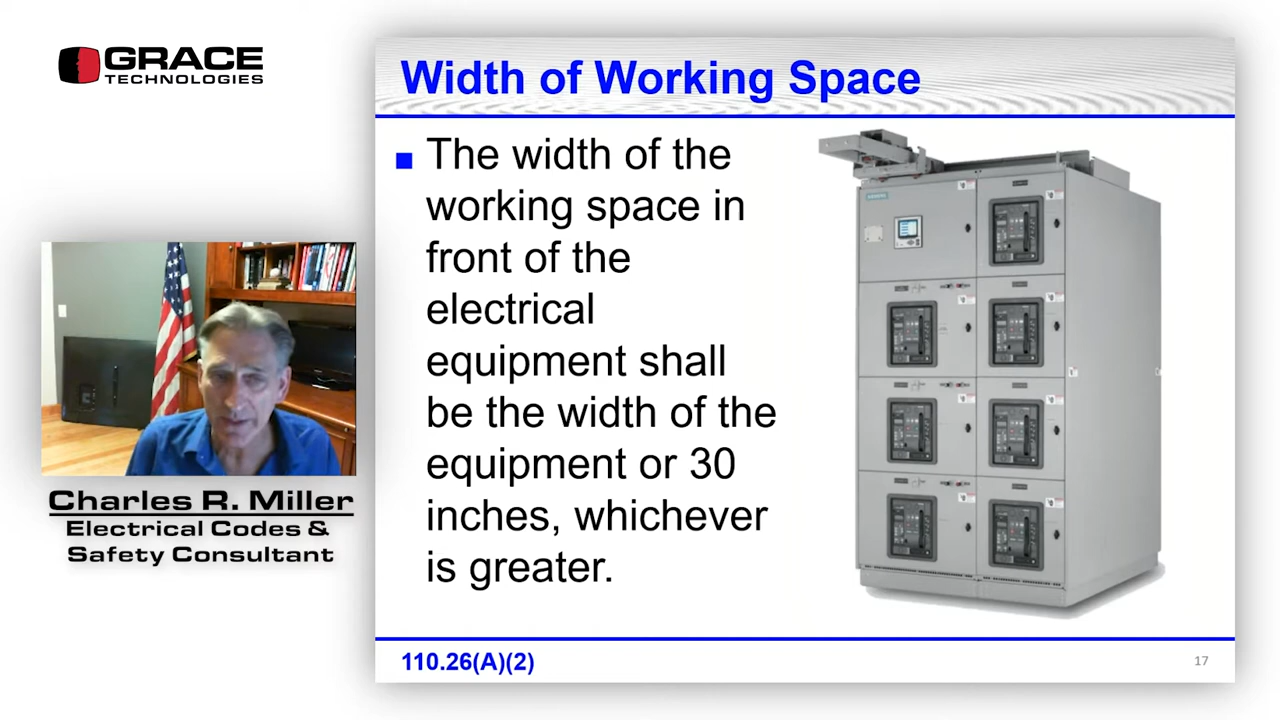 GRACE
TECHNOLOGIES
Width of Working Space
The width of the
working space in
front of the
electrical
equipment shall
be the width of the
equipment or 30
inches, whichever
is greater.
Charles R. Miller
Electrical Codes &
Safety Consultant
110.26(A)(2)
17